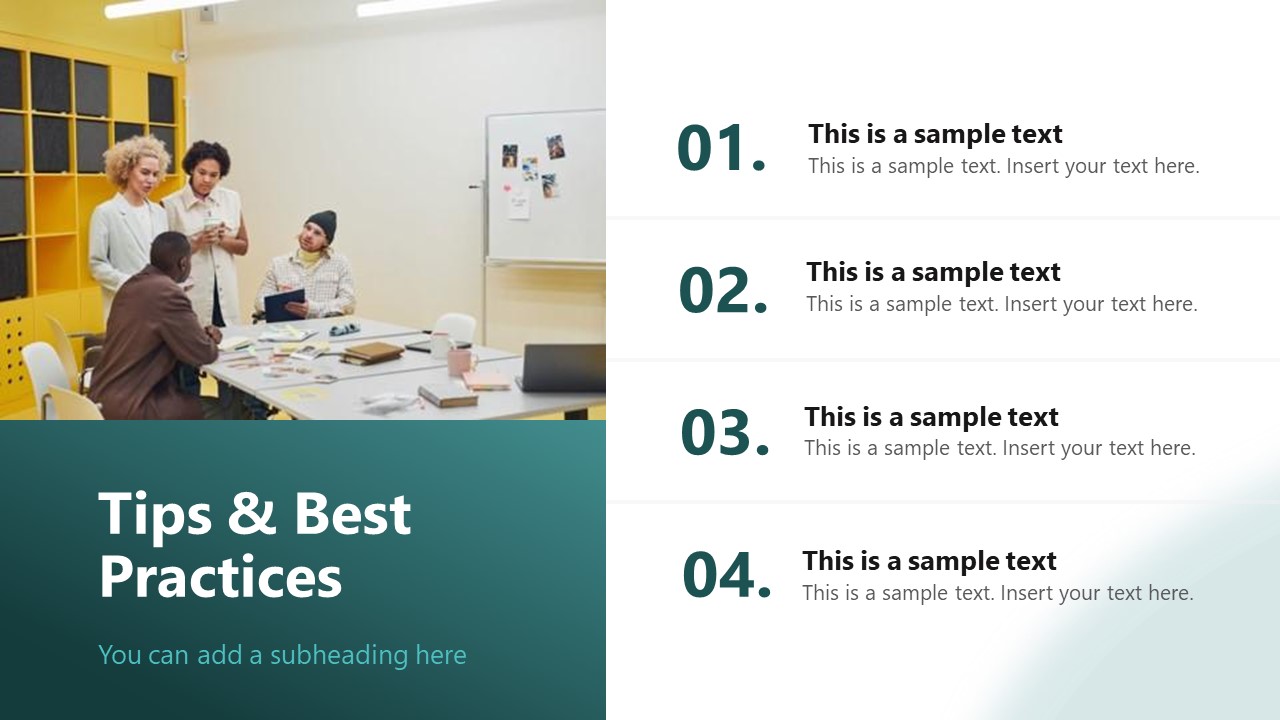 Tips & Best
Practices
You can add a subheading here
01.
This is a sample text
This is a sample text. Insert your text here.
02.
This is a sample text
This is a sample text. Insert your text here.
03.
This is a sample text
This is a sample text. Insert your text here.
04.
This is a sample text
This is a sample text. Insert your text here.